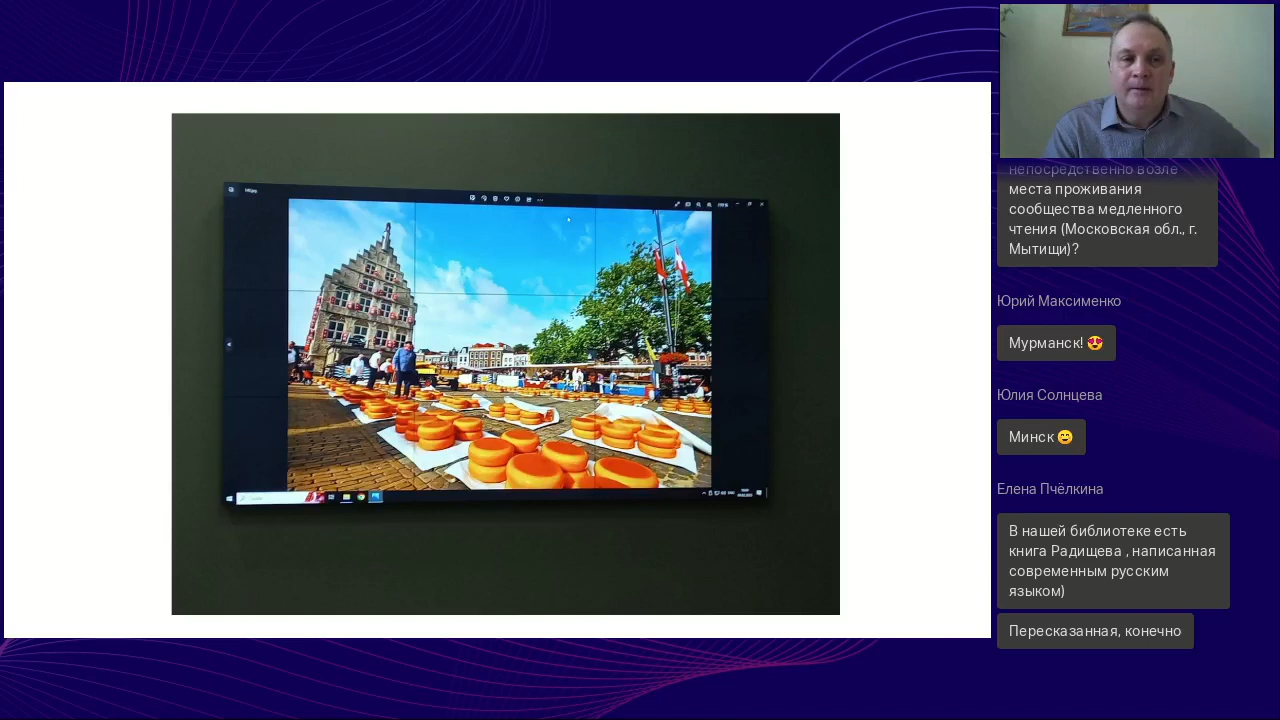 непосредственно возле
места проживания
сообщества медленного
чтения (Московская обл., г.
Мытищи)?
Юрий Максименко
Мурманск! 😍
Юлия Солнцева
Минск 😄
Елена Пчёлкина
В нашей библиотеке есть
книга Радищева , написанная
современным русским
языком)
Пересказанная, конечно